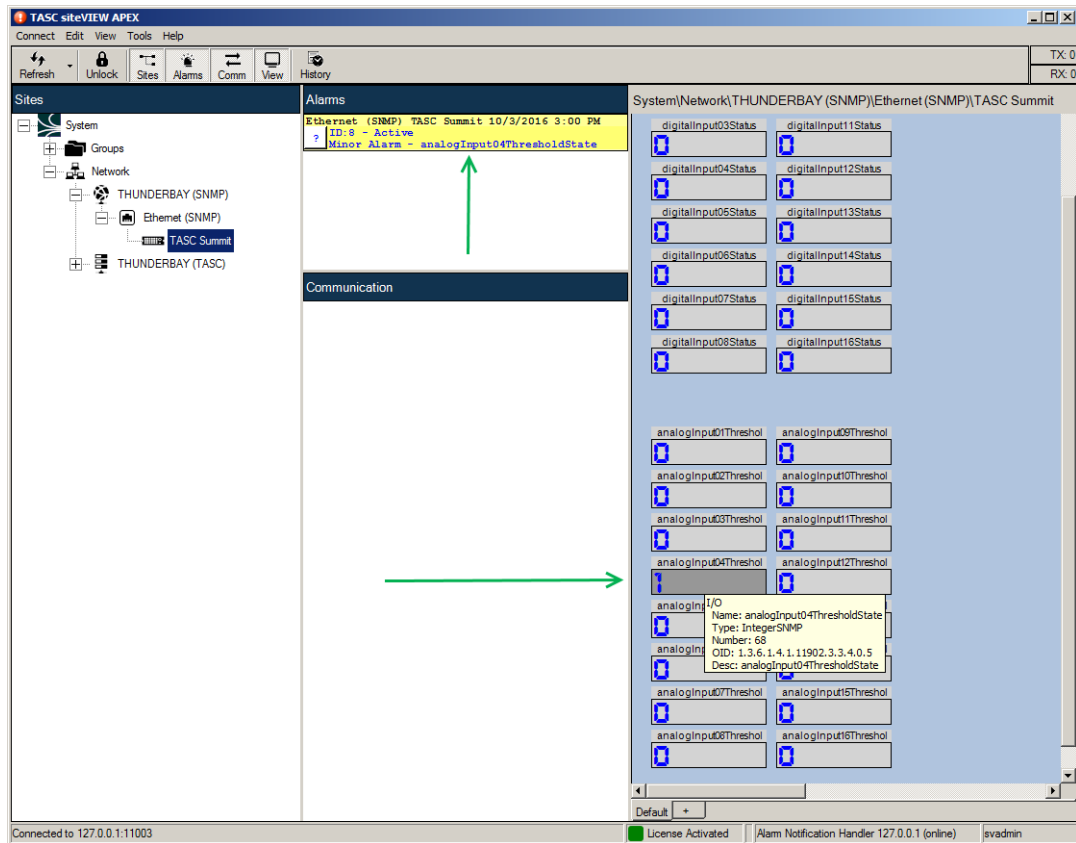 TASC siteVIEW APEX
Connect Edit View Tools Help
Refresh Unlock Sites Alarms Comm View History
TX: 0
RX: 0
Sites
System
Groups
Network
THUNDERBAY (SNMP)
Ethernet (SNMP)
TASC Summit
THUNDERBAY (TASC)
Alarms
Ethernet (SNMP) TASC Summit 10/3/2016 3:00 PM
? ID:8 - Active
Minor Alarm - analogInput04ThresholdState
Communication
System\Network\THUNDERBAY (SNMP)\Ethernet (SNMP)\TASC Summit
digitalInput03Status digitalInput11Status
0 0
digitalInput04Status digitalInput12Status
0 0
digitalInput05Status digitalInput13Status
0 0
digitalInput06Status digitalInput14Status
0 0
digitalInput07Status digitalInput15Status
0 0
digitalInput08Status digitalInput16Status
0 0
analogInput01Threshol analogInput09Threshol
0 0
analogInput02Threshol analogInput10Threshol
0 0
analogInput03Threshol analogInput11Threshol
0 0
analogInput04Threshol analogInput12Threshol
1 0
I/O
Name: analogInput04ThresholdState
Type: IntegerSNMP
Number: 68
OID: 1.3.6.1.4.1.11902.3.3.4.0.5
Desc: analogInput04ThresholdState
0
0
analogInput07Threshol analogInput15Threshol
0 0
analogInput08Threshol analogInput16Threshol
0 0
Default +
Connected to 127.0.0.1:11003
License Activated
Alarm Notification Handler 127.0.0.1 (online)
svadmin